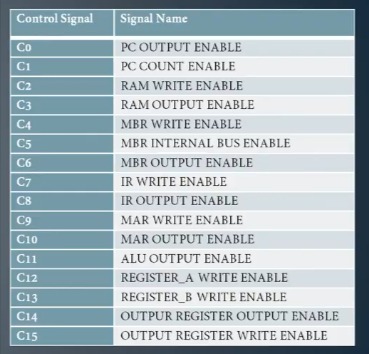 Control Signal Signal Name
C0 PC OUTPUT ENABLE
C1 PC COUNT ENABLE
C2 RAM WRITE ENABLE
C3 RAM OUTPUT ENABLE
C4 MBR WRITE ENABLE
C5 MBR INTERNAL BUS ENABLE
C6 MBR OUTPUT ENABLE
C7 IR WRITE ENABLE
C8 IR OUTPUT ENABLE
C9 MAR WRITE ENABLE
C10 MAR OUTPUT ENABLE
C11 ALU OUTPUT ENABLE
C12 REGISTER_A WRITE ENABLE
C13 REGISTER_B WRITE ENABLE
C14 OUTPUR REGISTER OUTPUT ENABLE
C15 OUTPUT REGISTER WRITE ENABLE